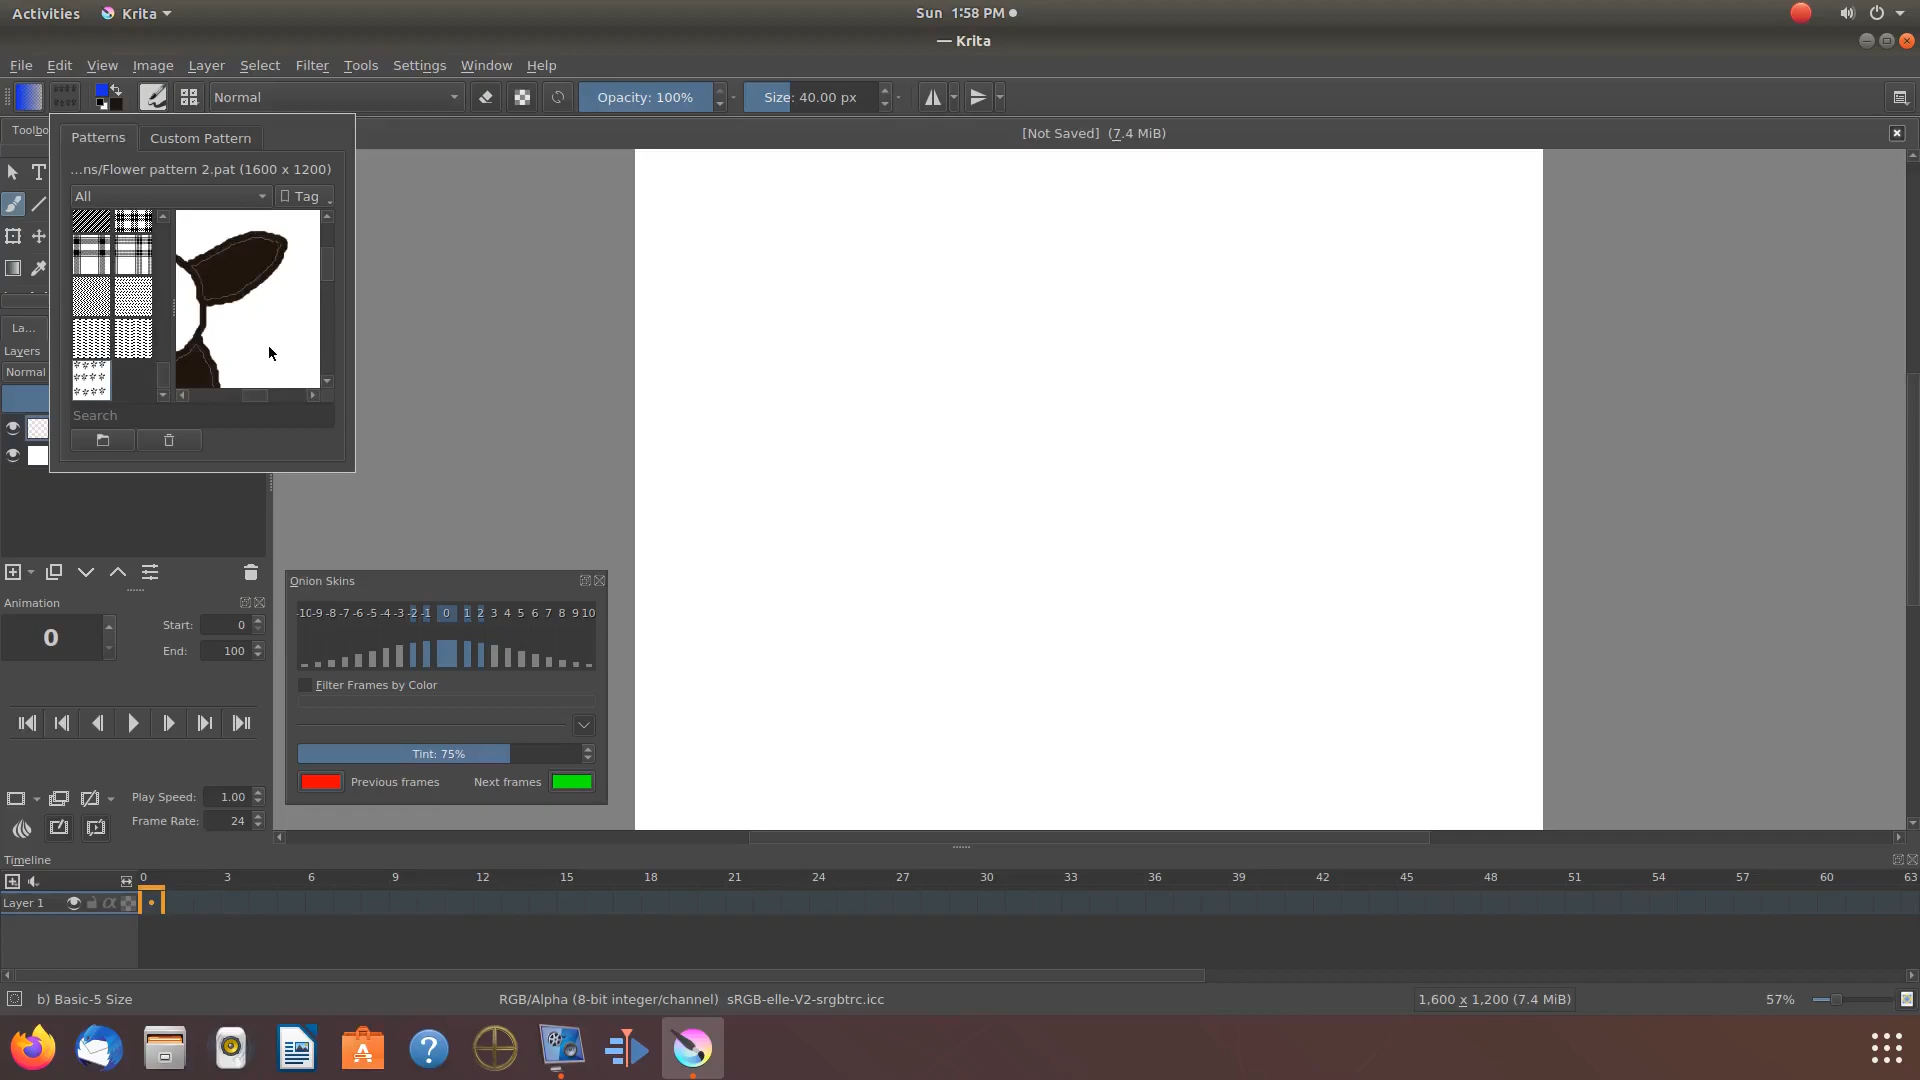 Activities Krita Sun 1:58 PM
— Krita
File Edit View Image Layer Select Filter Tools Settings Window Help
Normal Opacity: 100% Size: 40.00 px
Toolbo
[Not Saved] (7.4 MiB)
Patterns Custom Pattern
...ns/Flower pattern 2.pat (1600 x 1200)
All Tag
La...
Layers
Normal
Search
Onion Skins
-10 -9 -8 -7 -6 -5 -4 -3 -2 -1 0 1 2 3 4 5 6 7 8 9 10
Filter Frames by Color
Tint: 75%
Previous frames Next frames
Animation
0 Start: 0
End: 100
Play Speed: 1.00
Frame Rate: 24
Timeline
0 3 6 9 12 15 18 21 24 27 30 33 36 39 42 45 48 51 54 57 60 63
Layer 1
b) Basic-5 Size RGB/Alpha (8-bit integer/channel) sRGB-elle-V2-srgbtrc.icc 1,600 x 1,200 (7.4 MiB) 57%